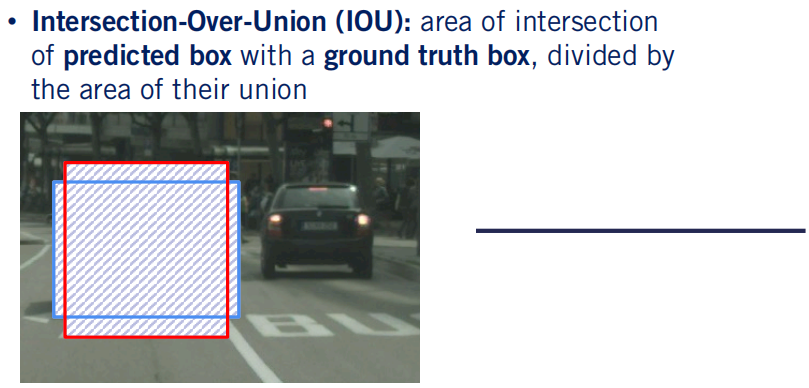 • Intersection-Over-Union (IOU): area of intersection
of predicted box with a ground truth box, divided by
the area of their union
BU